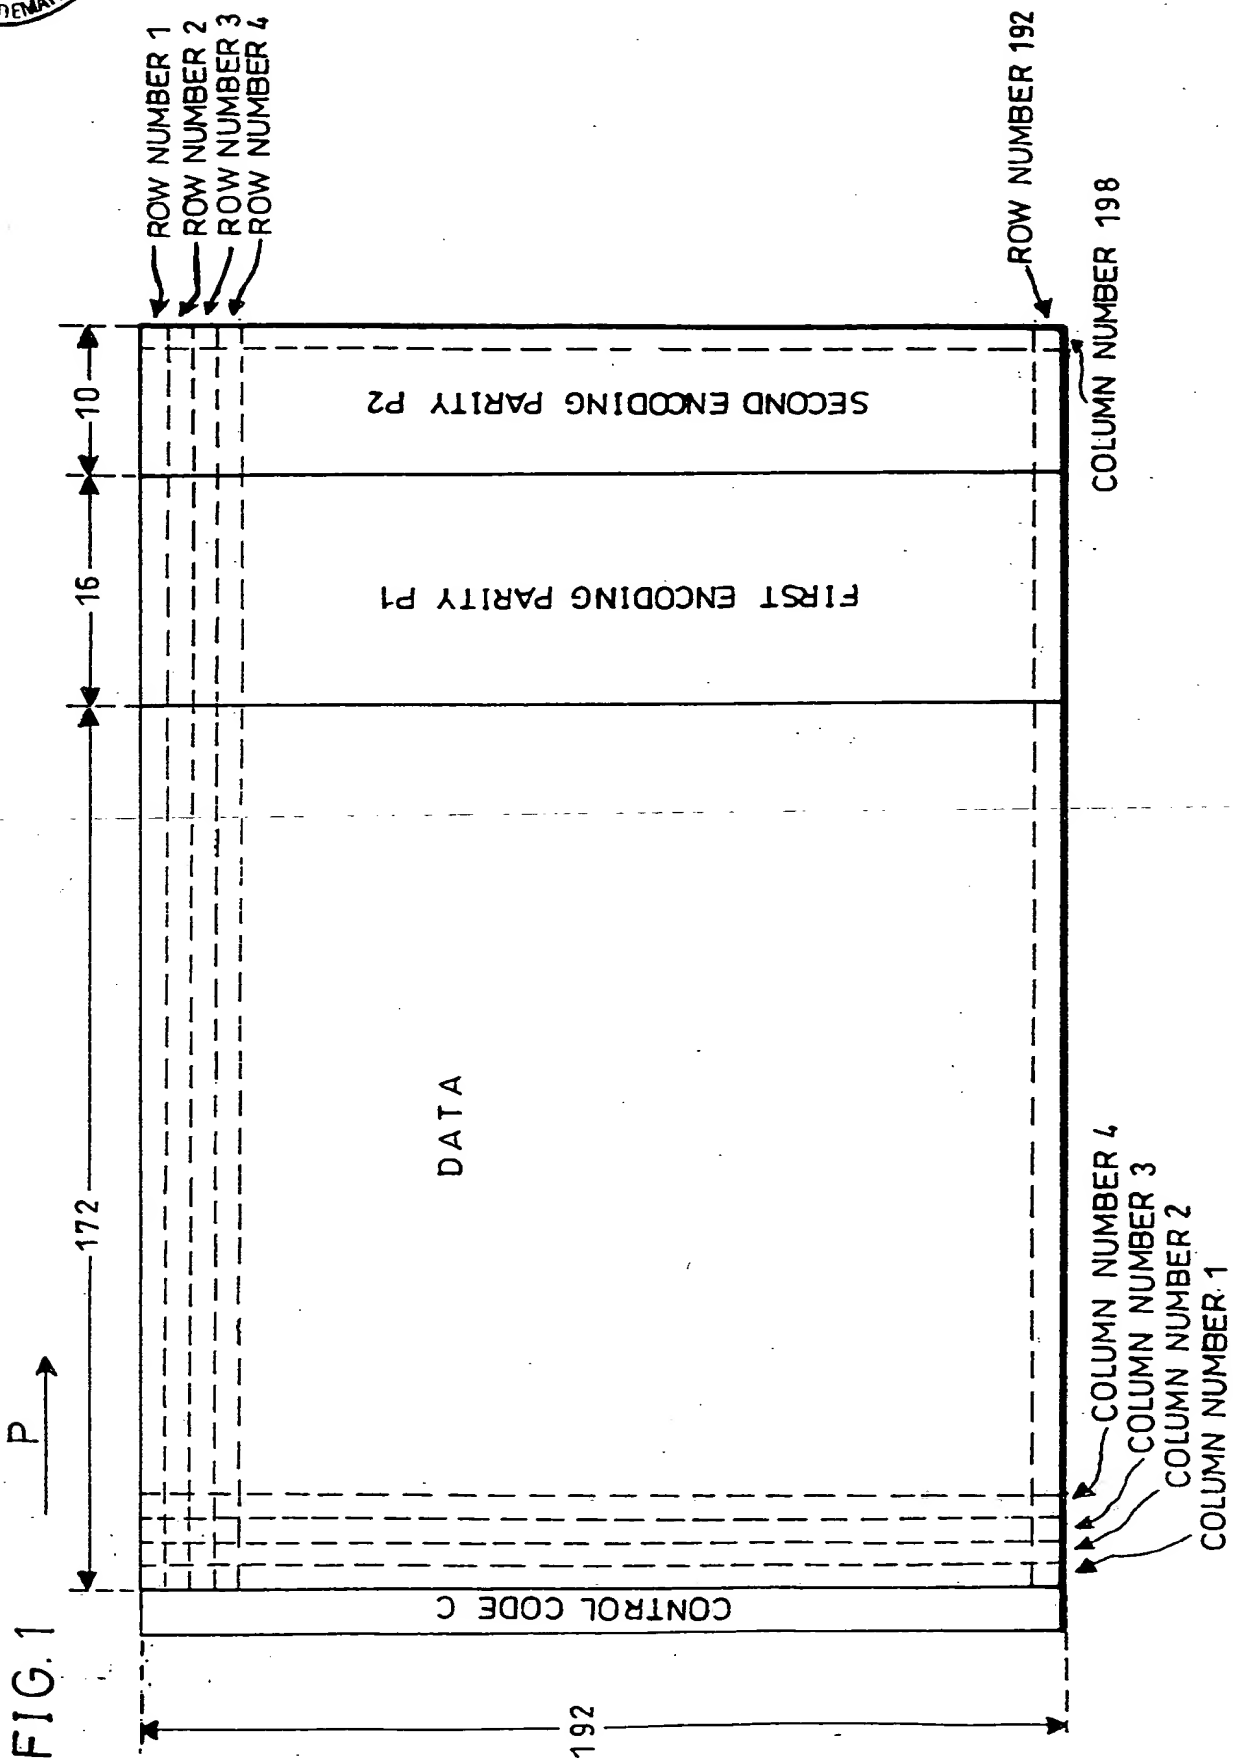 FIG.1
P
172
16
10
192
CONTROL CODE C
DATA
FIRST ENCODING PARITY P1
SECOND ENCODING PARITY P2
ROW NUMBER 1
ROW NUMBER 2
ROW NUMBER 3
ROW NUMBER 4
ROW NUMBER 192
COLUMN NUMBER 198
COLUMN NUMBER 4
COLUMN NUMBER 3
COLUMN NUMBER 2
COLUMN NUMBER 1